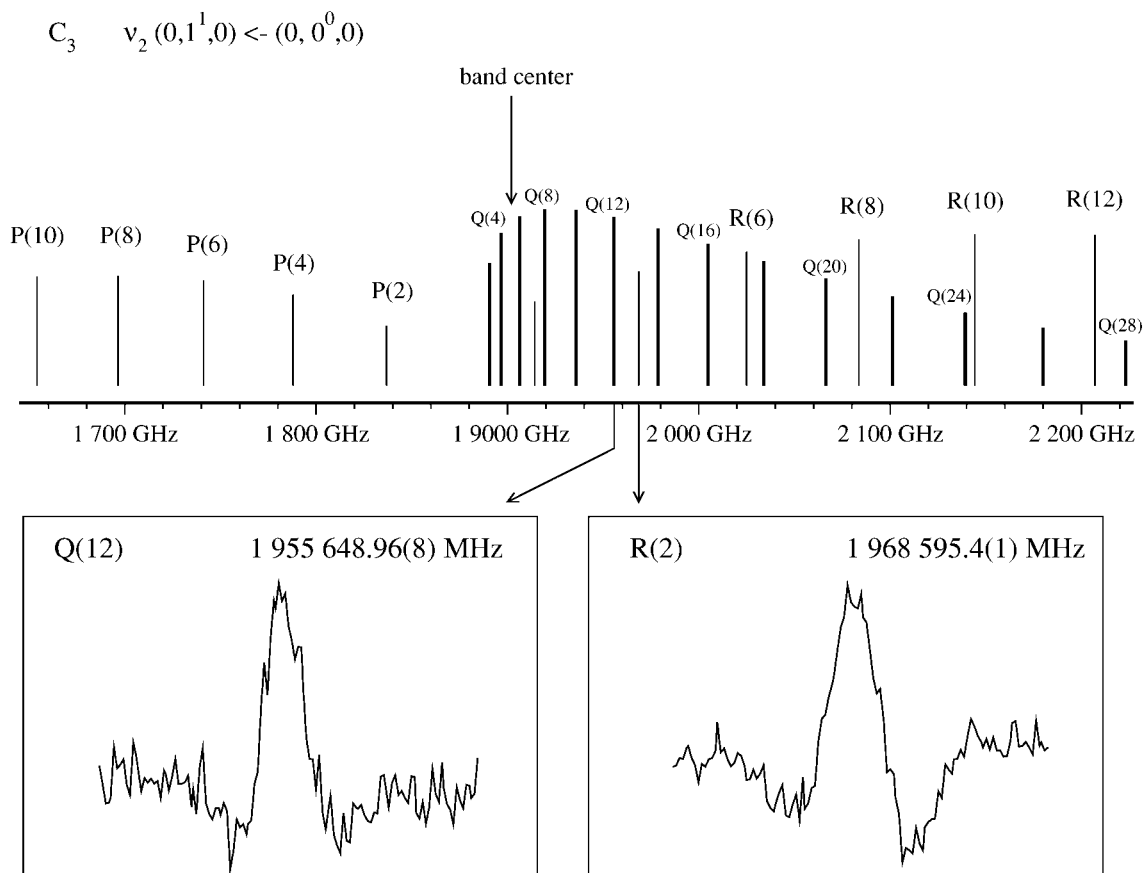 C3 ν2 (0,1^1,0) <- (0, 0^0,0)
band center
P(10) P(8) P(6) P(4) P(2) Q(4) Q(8) Q(12) Q(16) R(6) Q(20) R(8) Q(24) R(10) R(12) Q(28)
1 700 GHz 1 800 GHz 1 9000 GHz 2 000 GHz 2 100 GHz 2 200 GHz
Q(12) 1 955 648.96(8) MHz
R(2) 1 968 595.4(1) MHz